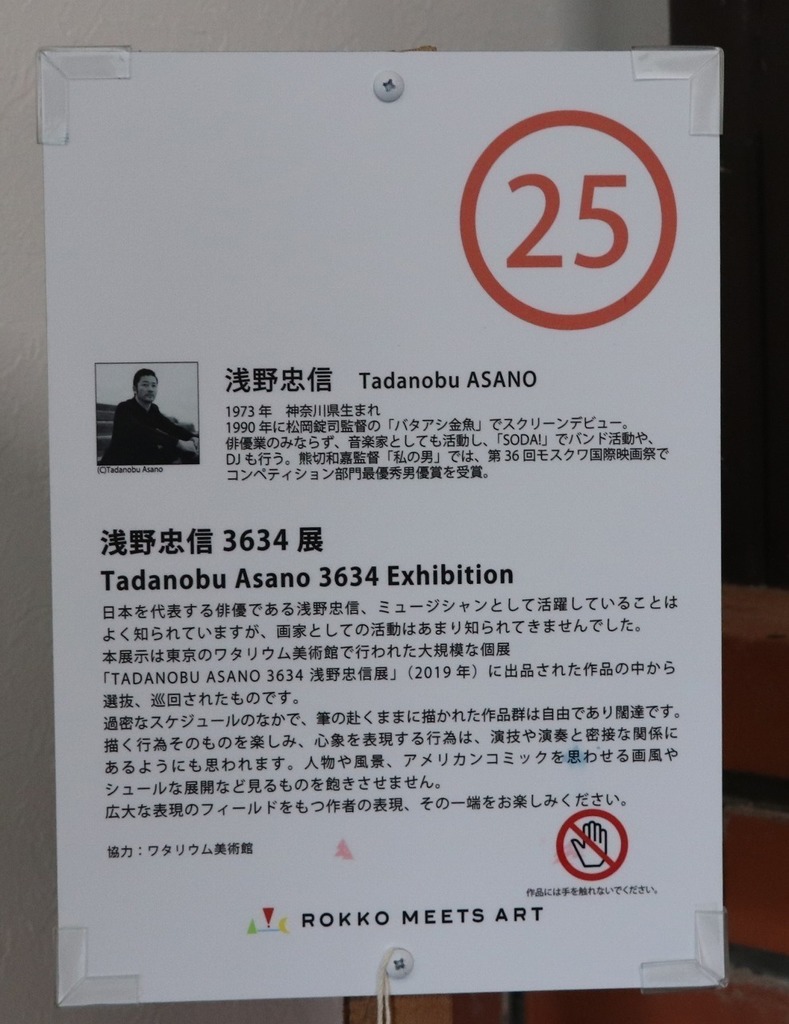 25
浅野忠信 Tadanobu ASANO
1973年 神奈川県生まれ
1990年に松岡錠司監督の「バタアシ金魚」でスクリーンデビュー。
俳優業のみならず、音楽家としても活動し、「SODA!」でバンド活動や、
DJも行う。熊切和嘉監督「私の男」では、第36回モスクワ国際映画祭で
コンペティション部門最優秀男優賞を受賞。
(C)Tadanobu Asano
浅野忠信 3634 展
Tadanobu Asano 3634 Exhibition
日本を代表する俳優である浅野忠信、ミュージシャンとして活躍していることは
よく知られていますが、画家としての活動はあまり知られてきませんでした。
本展示は東京のワタリウム美術館で行われた大規模な個展
「TADANOBU ASANO 3634 浅野忠信展」（2019年）に出品された作品の中から
選抜、巡回されたものです。
過密なスケジュールのなかで、筆の赴くままに描かれた作品群は自由であり闊達です。
描く行為そのものを楽しみ、心象を表現する行為は、演技や演奏と密接な関係に
あるようにも思われます。人物や風景、アメリカンコミックを思わせる画風や
シュールな展開など見るものを飽きさせません。
広大な表現のフィールドをもつ作者の表現、その一端をお楽しみください。
協力：ワタリウム美術館
作品には手を触れないでください。
ROKKO MEETS ART